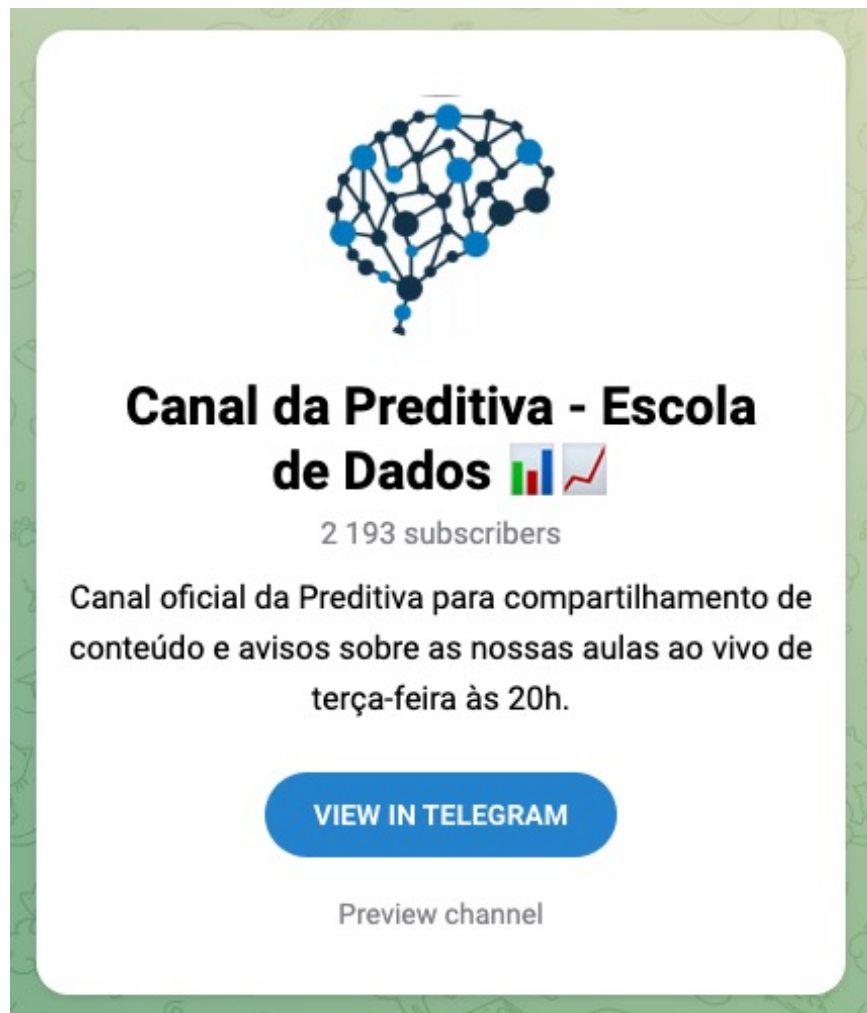 Canal da Preditiva - Escola
de Dados 📊📈
2 193 subscribers
Canal oficial da Preditiva para compartilhamento de
conteúdo e avisos sobre as nossas aulas ao vivo de
terça-feira às 20h.
VIEW IN TELEGRAM
Preview channel